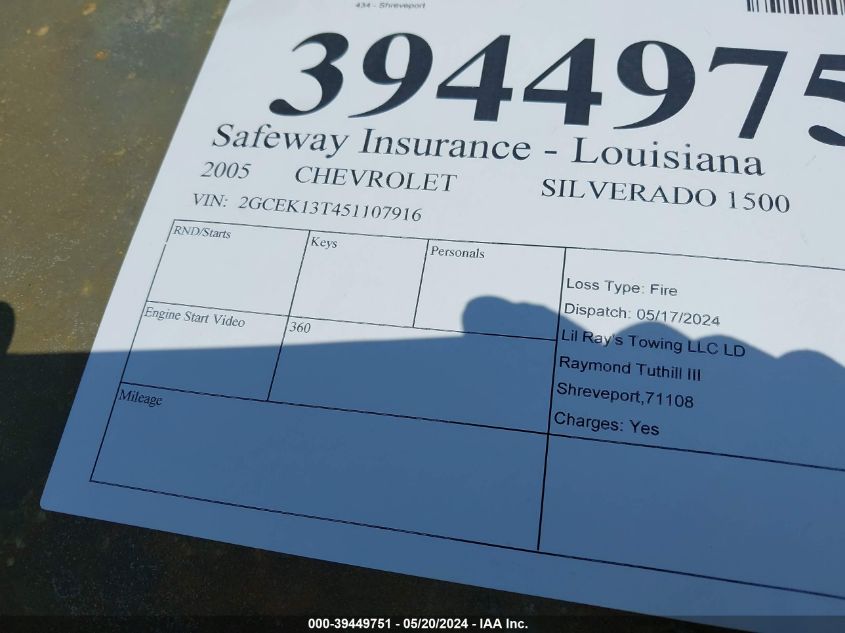 434 - Shreveport
3944975
Safeway Insurance - Louisiana
2005 CHEVROLET SILVERADO 1500
VIN: 2GCEK13T451107916
RND/Starts Keys Personals
Loss Type: Fire
Dispatch: 05/17/2024
Engine Start Video 360
Lil Ray's Towing LLC LD
Raymond Tuthill III
Shreveport,71108
Mileage
Charges: Yes
000-39449751 - 05/20/2024 - IAA Inc.